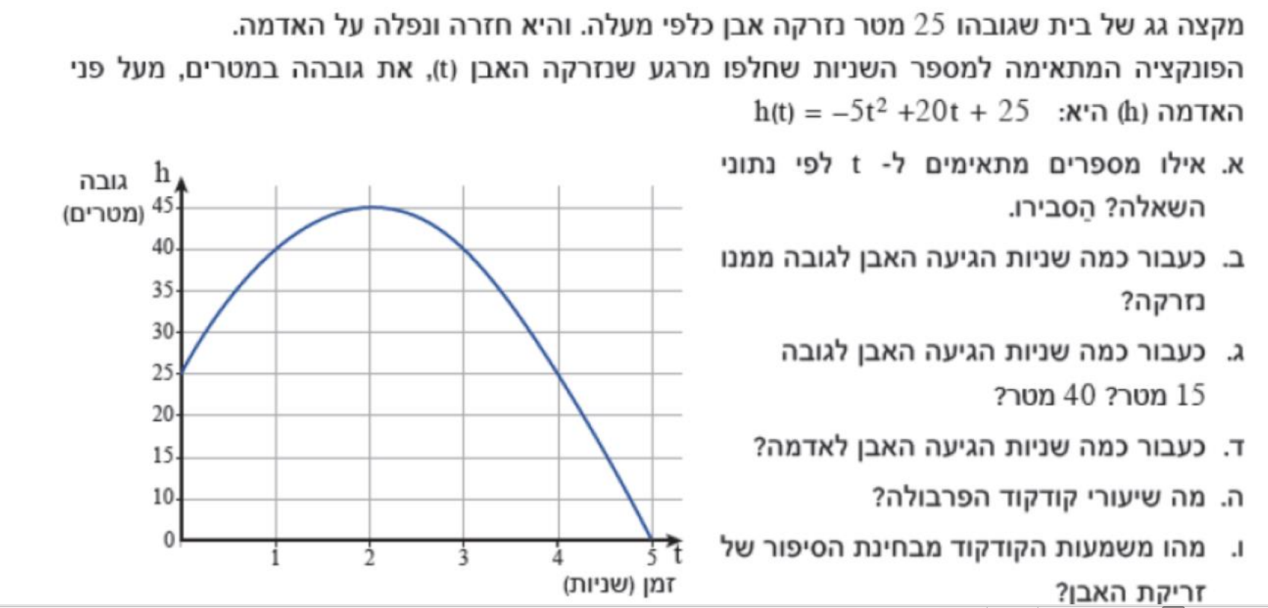 מקצה גג של בית שגובהו 25 מטר נזרקה אבן כלפי מעלה. והיא חזרה ונפלה על האדמה.
הפונקציה המתאימה למספר השניות שחלפו מרגע שנזרקה האבן (t), את גובהה במטרים, מעל פני
האדמה (h) היא: h(t) = –5t² +20t + 25
א. אילו מספרים מתאימים ל- t לפי נתוני
השאלה? הַסבירו.
ב. כעבור כמה שניות הגיעה האבן לגובה ממנו
נזרקה?
ג. כעבור כמה שניות הגיעה האבן לגובה
15 מטר? 40 מטר?
ד. כעבור כמה שניות הגיעה האבן לאדמה?
ה. מה שיעורי קודקוד הפרבולה?
ו. מהו משמעות הקודקוד מבחינת הסיפור של
זריקת האבן?
h
גובה
(מטרים)
45
40
35
30
25
20
15
10
0
1 2 3 4 5 t
זמן (שניות)